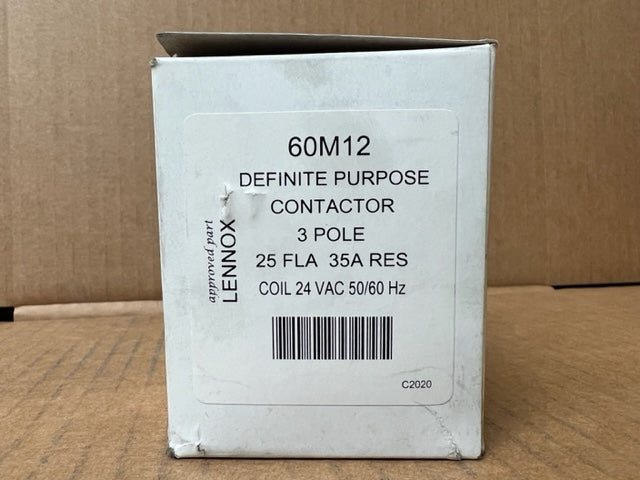 60M12
DEFINITE PURPOSE
CONTACTOR
3 POLE
25 FLA 35A RES
COIL 24 VAC 50/60 Hz
approved part
LENNOX
C2020